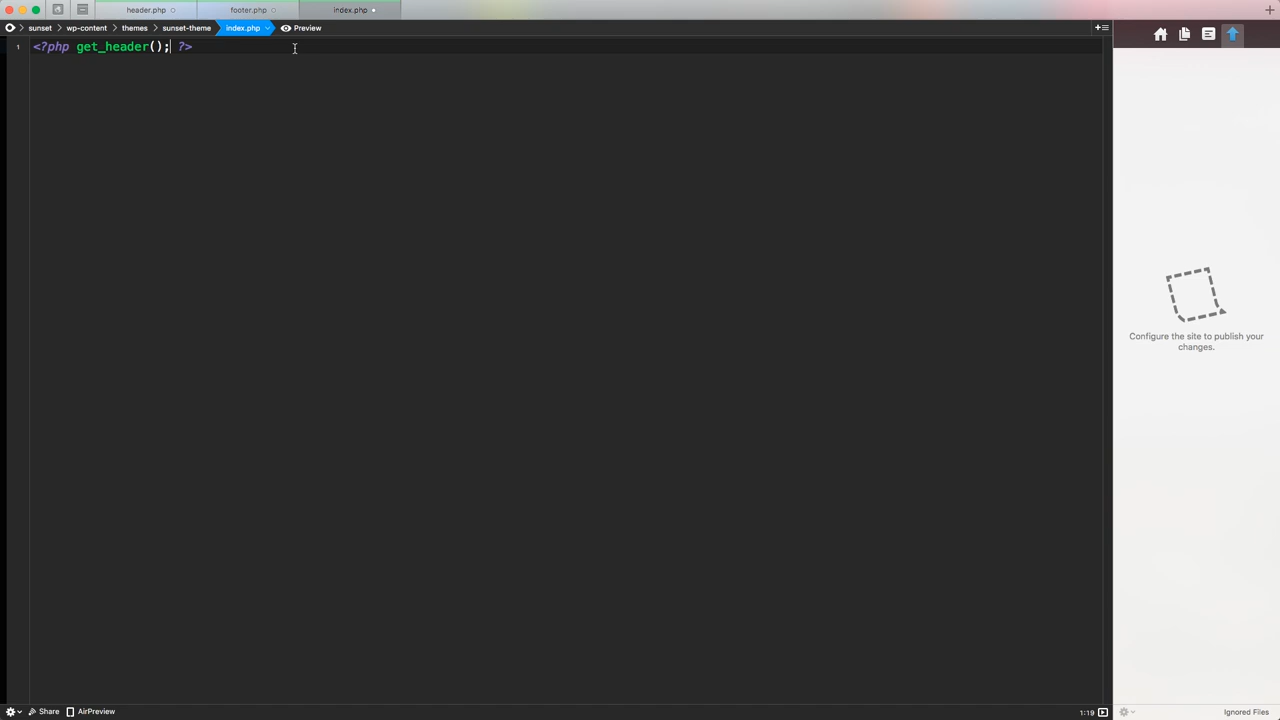 header.php
footer.php
index.php
sunset
wp-content
themes
sunset-theme
index.php
Preview
1
<?php get_header(); ?>
Configure the site to publish your
changes.
Share
AirPreview
1:19
Ignored Files